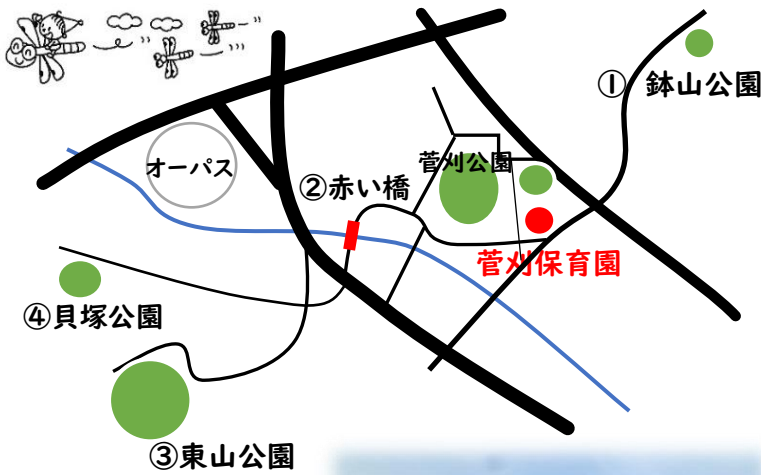 ① 鉢山公園
オーパス
菅刈公園
②赤い橋
菅刈保育園
④貝塚公園
③東山公園